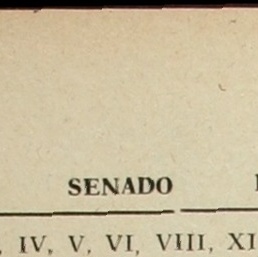 SENADO
IV, V, VI, VIII, XI